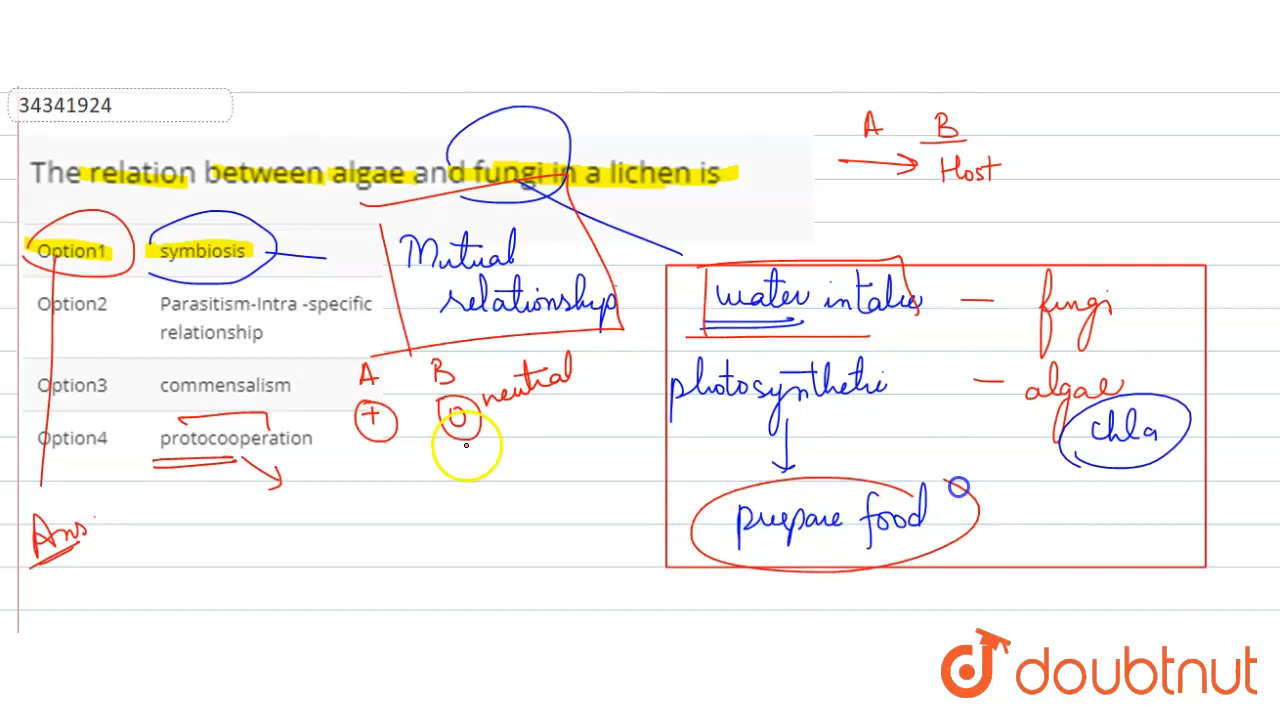 34341924
The relation between algae and fungi in a lichen is
A B
Host
Option1 symbiosis
Mutual
relationship
Option2 Parasitism-Intra -specific
relationship
Option3 commensalism
Option4 protocooperation
A B
+ 0 neutral
Ans
water intake — fungi
photosynthetic — algae
chla
prepare food
doubtnut